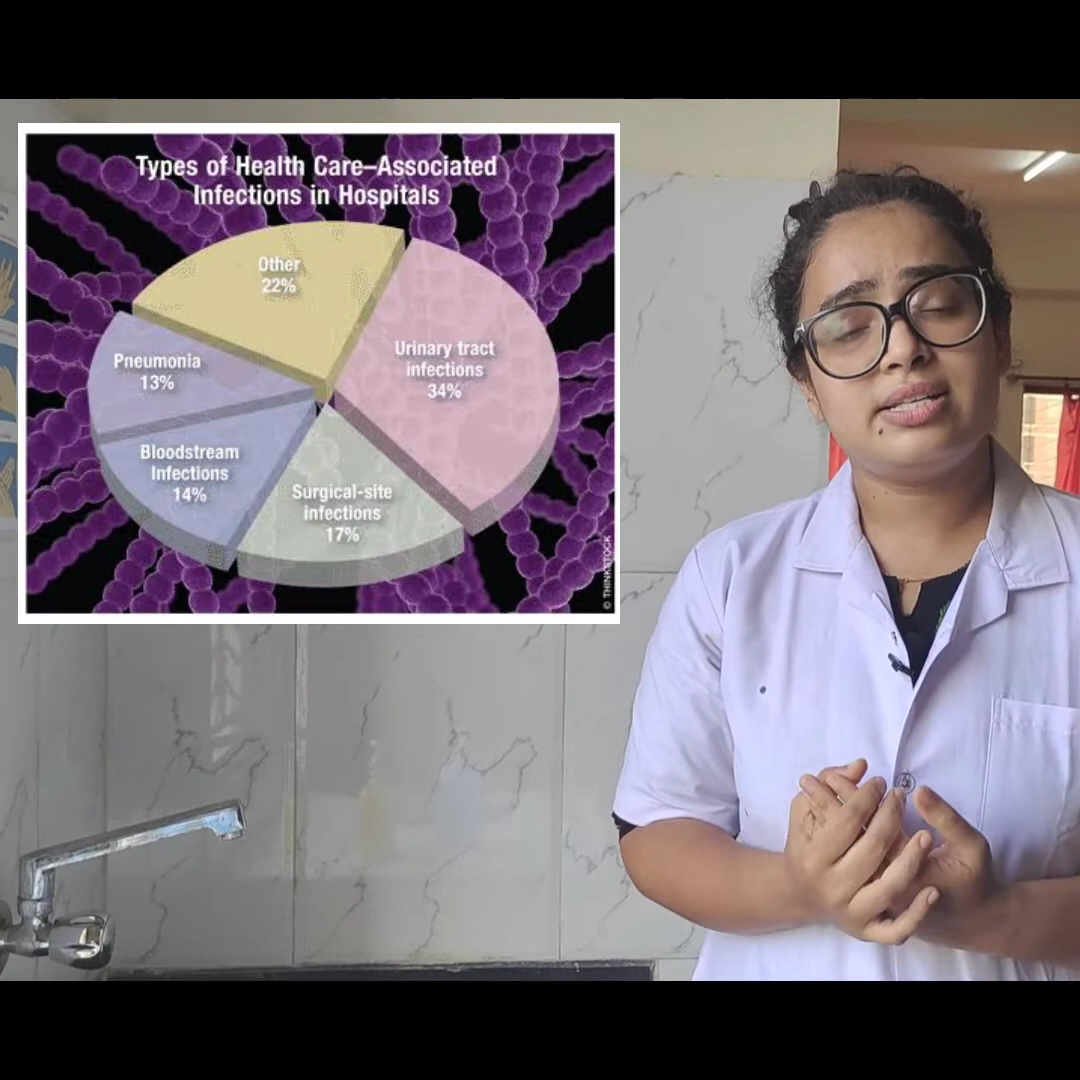 Types of Health Care–Associated
Infections in Hospitals
Other
22%
Urinary tract
infections
34%
Pneumonia
13%
Bloodstream
Infections
14%
Surgical-site
infections
17%
© THINKSTOCK